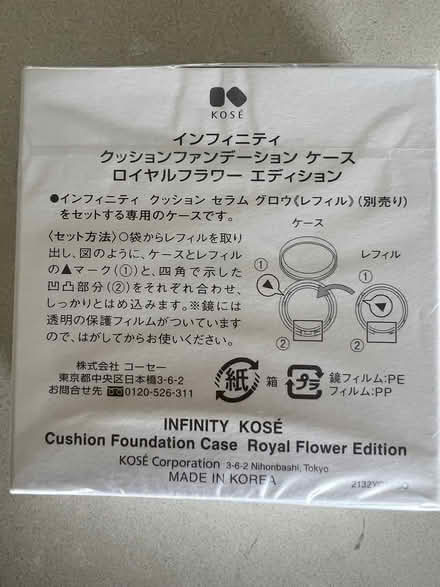 KOSÉ
インフィニティ
クッションファンデーション ケース
ロイヤルフラワー エディション
●インフィニティ クッション セラム グロウ《レフィル》(別売り)
をセットする専用のケースです。
〈セット方法〉○袋からレフィルを取り
出し、図のように、ケースとレフィル
の▲マーク(①)と、四角で示した
凹凸部分(②)をそれぞれ合わせ、
しっかりとはめ込みます。※鏡には
透明の保護フィルムがついています
ので、はがしてからお使いください。
ケース
レフィル
①
①
②
②
株式会社 コーセー
東京都中央区日本橋3-6-2
お問合せ先 0120-526-311
紙 箱
プラ
鏡フィルム:PE
フィルム:PP
INFINITY KOSÉ
Cushion Foundation Case Royal Flower Edition
KOSÉ Corporation 3-6-2 Nihonbashi, Tokyo
MADE IN KOREA